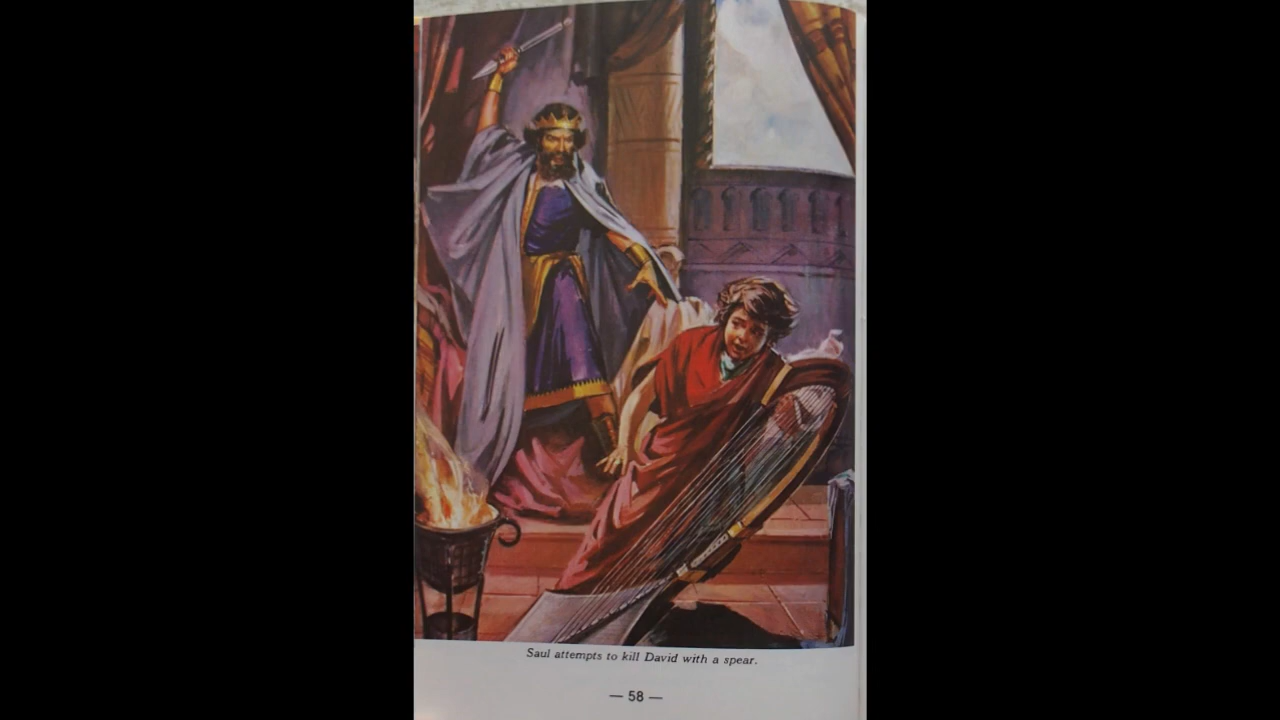 Saul attempts to kill David with a spear.
— 58 —